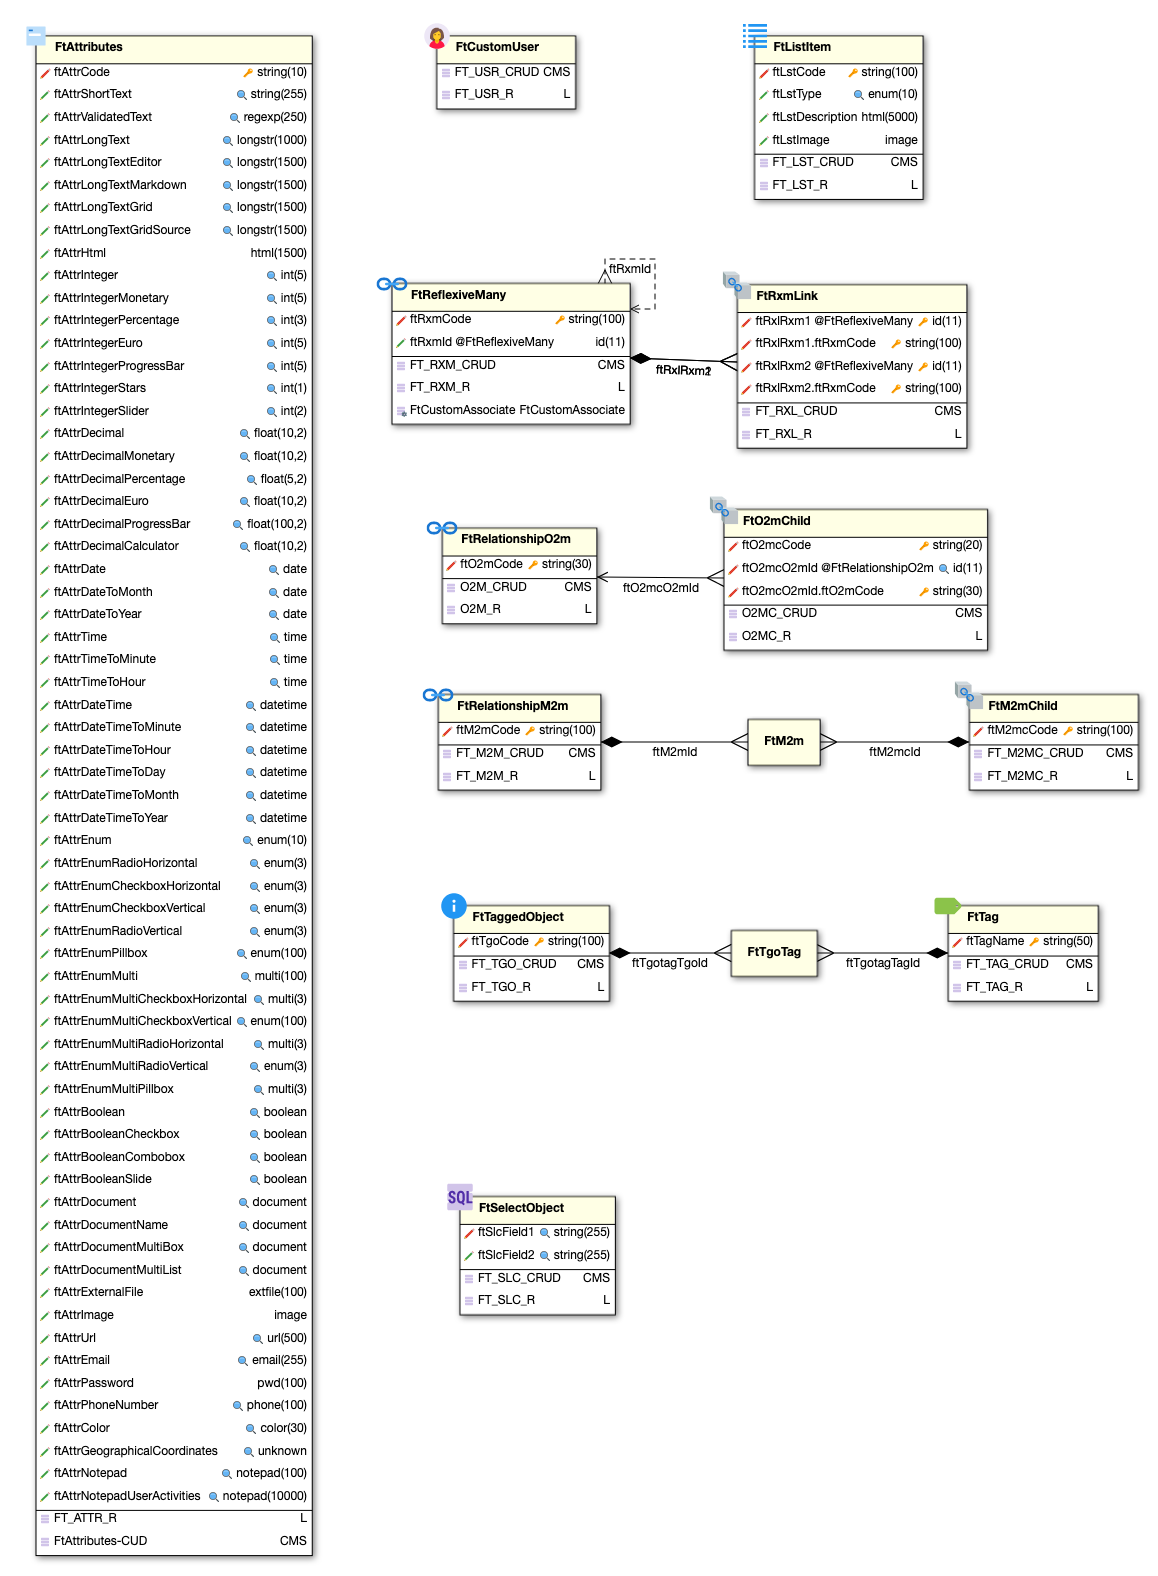 FtAttributes
ftAttrCode string(10)
ftAttrShortText string(255)
ftAttrValidatedText regexp(250)
ftAttrLongText longstr(1000)
ftAttrLongTextEditor longstr(1500)
ftAttrLongTextMarkdown longstr(1500)
ftAttrLongTextGrid longstr(1500)
ftAttrLongTextGridSource longstr(1500)
ftAttrHtml html(1500)
ftAttrInteger int(5)
ftAttrIntegerMonetary int(5)
ftAttrIntegerPercentage int(3)
ftAttrIntegerEuro int(5)
ftAttrIntegerProgressBar int(5)
ftAttrIntegerStars int(1)
ftAttrIntegerSlider int(2)
ftAttrDecimal float(10,2)
ftAttrDecimalMonetary float(10,2)
ftAttrDecimalPercentage float(5,2)
ftAttrDecimalEuro float(10,2)
ftAttrDecimalProgressBar float(100,2)
ftAttrDecimalCalculator float(10,2)
ftAttrDate date
ftAttrDateToMonth date
ftAttrDateToYear date
ftAttrTime time
ftAttrTimeToMinute time
ftAttrTimeToHour time
ftAttrDateTime datetime
ftAttrDateTimeToMinute datetime
ftAttrDateTimeToHour datetime
ftAttrDateTimeToDay datetime
ftAttrDateTimeToMonth datetime
ftAttrDateTimeToYear datetime
ftAttrEnum enum(10)
ftAttrEnumRadioHorizontal enum(3)
ftAttrEnumCheckboxHorizontal enum(3)
ftAttrEnumCheckboxVertical enum(3)
ftAttrEnumRadioVertical enum(3)
ftAttrEnumPillbox enum(100)
ftAttrEnumMulti multi(100)
ftAttrEnumMultiCheckboxHorizontal multi(3)
ftAttrEnumMultiCheckboxVertical enum(100)
ftAttrEnumMultiRadioHorizontal multi(3)
ftAttrEnumMultiRadioVertical enum(3)
ftAttrEnumMultiPillbox multi(3)
ftAttrBoolean boolean
ftAttrBooleanCheckbox boolean
ftAttrBooleanCombobox boolean
ftAttrBooleanSlide boolean
ftAttrDocument document
ftAttrDocumentName document
ftAttrDocumentMultiBox document
ftAttrDocumentMultiList document
ftAttrExternalFile extfile(100)
ftAttrImage image
ftAttrUrl url(500)
ftAttrEmail email(255)
ftAttrPassword pwd(100)
ftAttrPhoneNumber phone(100)
ftAttrColor color(30)
ftAttrGeographicalCoordinates unknown
ftAttrNotepad notepad(100)
ftAttrNotepadUserActivities notepad(10000)
FT_ATTR_R L
FtAttributes-CUD CMS
FtCustomUser
FT_USR_CRUD CMS
FT_USR_R L
FtListItem
ftLstCode string(100)
ftLstType enum(10)
ftLstDescription html(5000)
ftLstImage image
FT_LST_CRUD CMS
FT_LST_R L
ftRxmId
FtReflexiveMany
ftRxmCode string(100)
ftRxmId @FtReflexiveMany id(11)
FT_RXM_CRUD CMS
FT_RXM_R L
FtCustomAssociate FtCustomAssociate
FtRxmLink
ftRxlRxm1 @FtReflexiveMany id(11)
ftRxlRxm1.ftRxmCode string(100)
ftRxlRxm2 @FtReflexiveMany id(11)
ftRxlRxm2.ftRxmCode string(100)
FT_RXL_CRUD CMS
FT_RXL_R L
FtRelationshipO2m
ftO2mCode string(30)
O2M_CRUD CMS
O2M_R L
ftO2mcO2mId
FtO2mChild
ftO2mcCode string(20)
ftO2mcO2mId @FtRelationshipO2m id(11)
ftO2mcO2mId.ftO2mCode string(30)
O2MC_CRUD CMS
O2MC_R L
FtRelationshipM2m
ftM2mCode string(100)
FT_M2M_CRUD CMS
FT_M2M_R L
ftM2mId
FtM2m
ftM2mcId
FtM2mChild
ftM2mcCode string(100)
FT_M2MC_CRUD CMS
FT_M2MC_R L
FtTaggedObject
ftTgoCode string(100)
FT_TGO_CRUD CMS
FT_TGO_R L
ftTgotagTgoId
FtTgoTag
ftTgotagTagId
FtTag
ftTagName string(50)
FT_TAG_CRUD CMS
FT_TAG_R L
SQL
FtSelectObject
ftSlcField1 string(255)
ftSlcField2 string(255)
FT_SLC_CRUD CMS
FT_SLC_R L